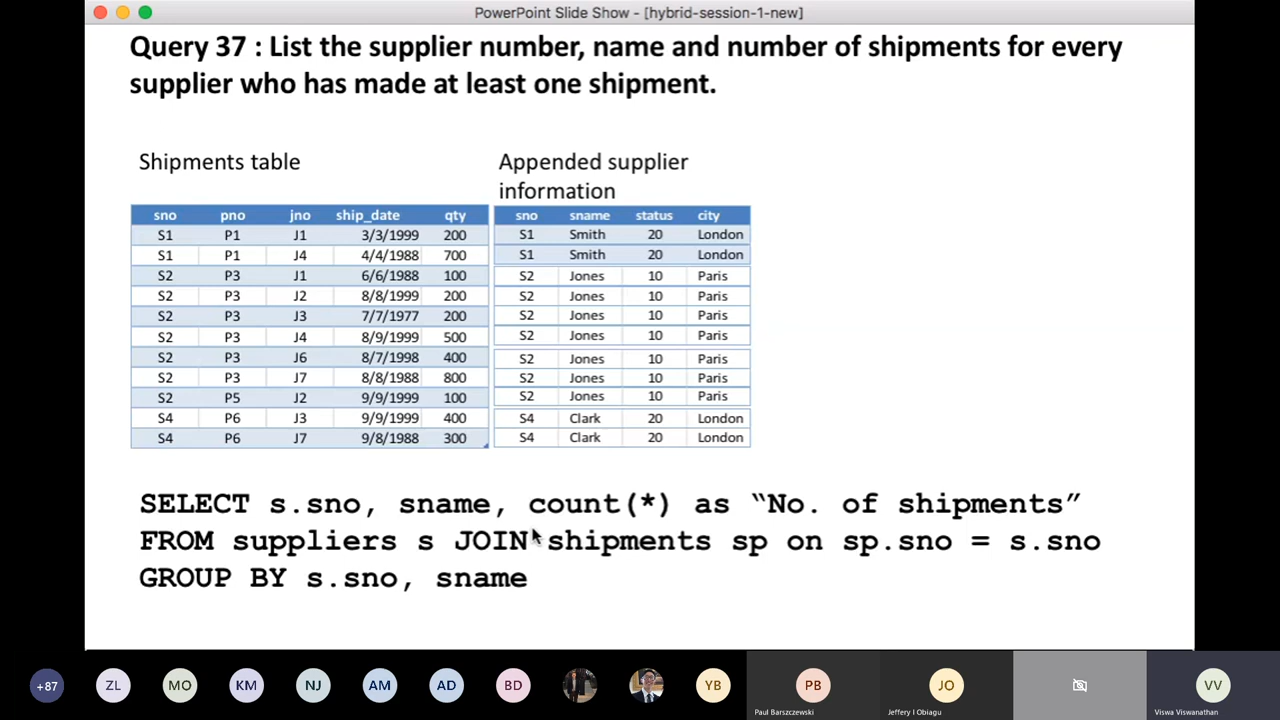 PowerPoint Slide Show - [hybrid-session-1-new]
Query 37 : List the supplier number, name and number of shipments for every
supplier who has made at least one shipment.
Shipments table
Appended supplier
information
sno pno jno ship_date qty
S1 P1 J1 3/3/1999 200
S1 P1 J4 4/4/1988 700
S2 P3 J1 6/6/1988 100
S2 P3 J2 8/8/1999 200
S2 P3 J3 7/7/1977 200
S2 P3 J4 8/9/1999 500
S2 P3 J6 8/7/1998 400
S2 P3 J7 8/8/1988 800
S2 P5 J2 9/9/1999 100
S4 P6 J3 9/9/1999 400
S4 P6 J7 9/8/1988 300
sno sname status city
S1 Smith 20 London
S1 Smith 20 London
S2 Jones 10 Paris
S2 Jones 10 Paris
S2 Jones 10 Paris
S2 Jones 10 Paris
S2 Jones 10 Paris
S2 Jones 10 Paris
S2 Jones 10 Paris
S4 Clark 20 London
S4 Clark 20 London
SELECT s.sno, sname, count(*) as “No. of shipments”
FROM suppliers s JOIN shipments sp on sp.sno = s.sno
GROUP BY s.sno, sname
+87 ZL MO KM NJ AM AD BD YB PB JO VV
Paul Barszczewski Jeffery I Obiagu Viswa Viswanathan